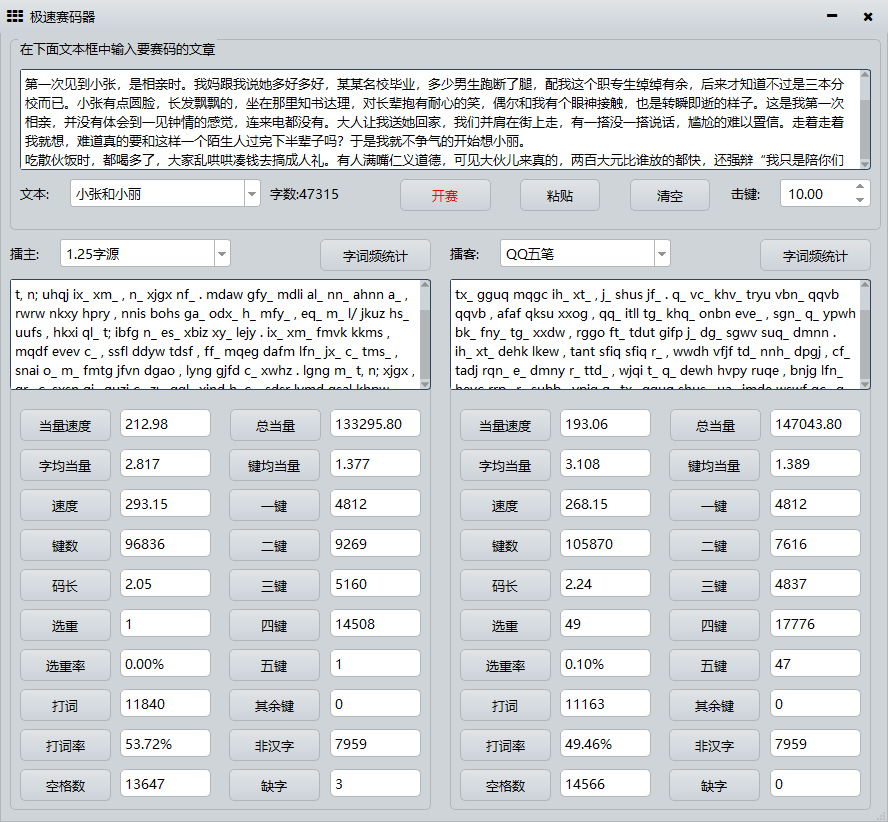 极速赛码器
在下面文本框中输入要赛码的文章
第一次见到小张，是相亲时。我妈跟我说她多好多好，某某名校毕业，多少男生跑断了腿，配我这个职专生绰绰有余，后来才知道不过是三本分
校而已。小张有点圆脸，长发飘飘的，坐在那里知书达理，对长辈抱有耐心的笑，偶尔和我有个眼神接触，也是转瞬即逝的样子。这是我第一次
相亲，并没有体会到一见钟情的感觉，连来电都没有。大人让我送她回家，我们并肩在街上走，有一搭没一搭说话，尴尬的难以置信。走着走着
我就想，难道真的要和这样一个陌生人过完下半辈子吗？于是我就不争气的开始想小丽。
吃散伙饭时，都喝多了，大家乱哄哄凑钱去搞成人礼。有人满嘴仁义道德，可见大伙儿来真的，两百大元比谁放的都快，还强辩“我只是陪你们
文本: 小张和小丽 字数:47315 开赛 粘贴 清空 击键: 10.00
擂主: 1.25字源 字词频统计
t, n; uhqj ix_ xm_ , n_ xjgx nf_ . mdaw gfy_ mdli al_ nn_ ahnn a_ ,
rwrw nkxy hpry , nnis bohs ga_ odx_ h_ mfy_ , eq_ m_ l/ jkuz hs_
uufs , hkxi ql_ t; ibfg n_ es_ xbiz xy_ lejy . ix_ xm_ fmvk kkms ,
mqdf evev c_ , ssfl ddyw tdsf , ff_ mqeg dafm lfn_ jx_ c_ tms_ ,
snai o_ m_ fmtg jfvn dgao , lyng gjfd c_ xwhz . lgng m_ t, n; xjgx ,
当量速度 212.98 总当量 133295.80
字均当量 2.817 键均当量 1.377
速度 293.15 一键 4812
键数 96836 二键 9269
码长 2.05 三键 5160
选重 1 四键 14508
选重率 0.00% 五键 1
打词 11840 其余键 0
打词率 53.72% 非汉字 7959
空格数 13647 缺字 3
擂客: QQ五笔 字词频统计
tx_ gguq mqgc ih_ xt_ , j_ shus jf_ . q_ vc_ khv_ tryu vbn_ qqvb
qqvb , afaf qksu xxog , qq_ itll tg_ khq_ onbn eve_ , sgn_ q_ ypwh
bk_ fny_ tg_ xxdw , rggo ft_ tdut gifp j_ dg_ sgwv suq_ dmnn .
ih_ xt_ dehk lkew , tant sfiq sfiq r_ , wwdh vfjf td_ nnh_ dpgj , cf_
tadj rqn_ e_ dmny r_ ttd_ , wjqi t_ q_ dewh hvpy ruqe , bnjg lfn_
当量速度 193.06 总当量 147043.80
字均当量 3.108 键均当量 1.389
速度 268.15 一键 4812
键数 105870 二键 7616
码长 2.24 三键 4837
选重 49 四键 17776
选重率 0.10% 五键 47
打词 11163 其余键 0
打词率 49.46% 非汉字 7959
空格数 14566 缺字 0